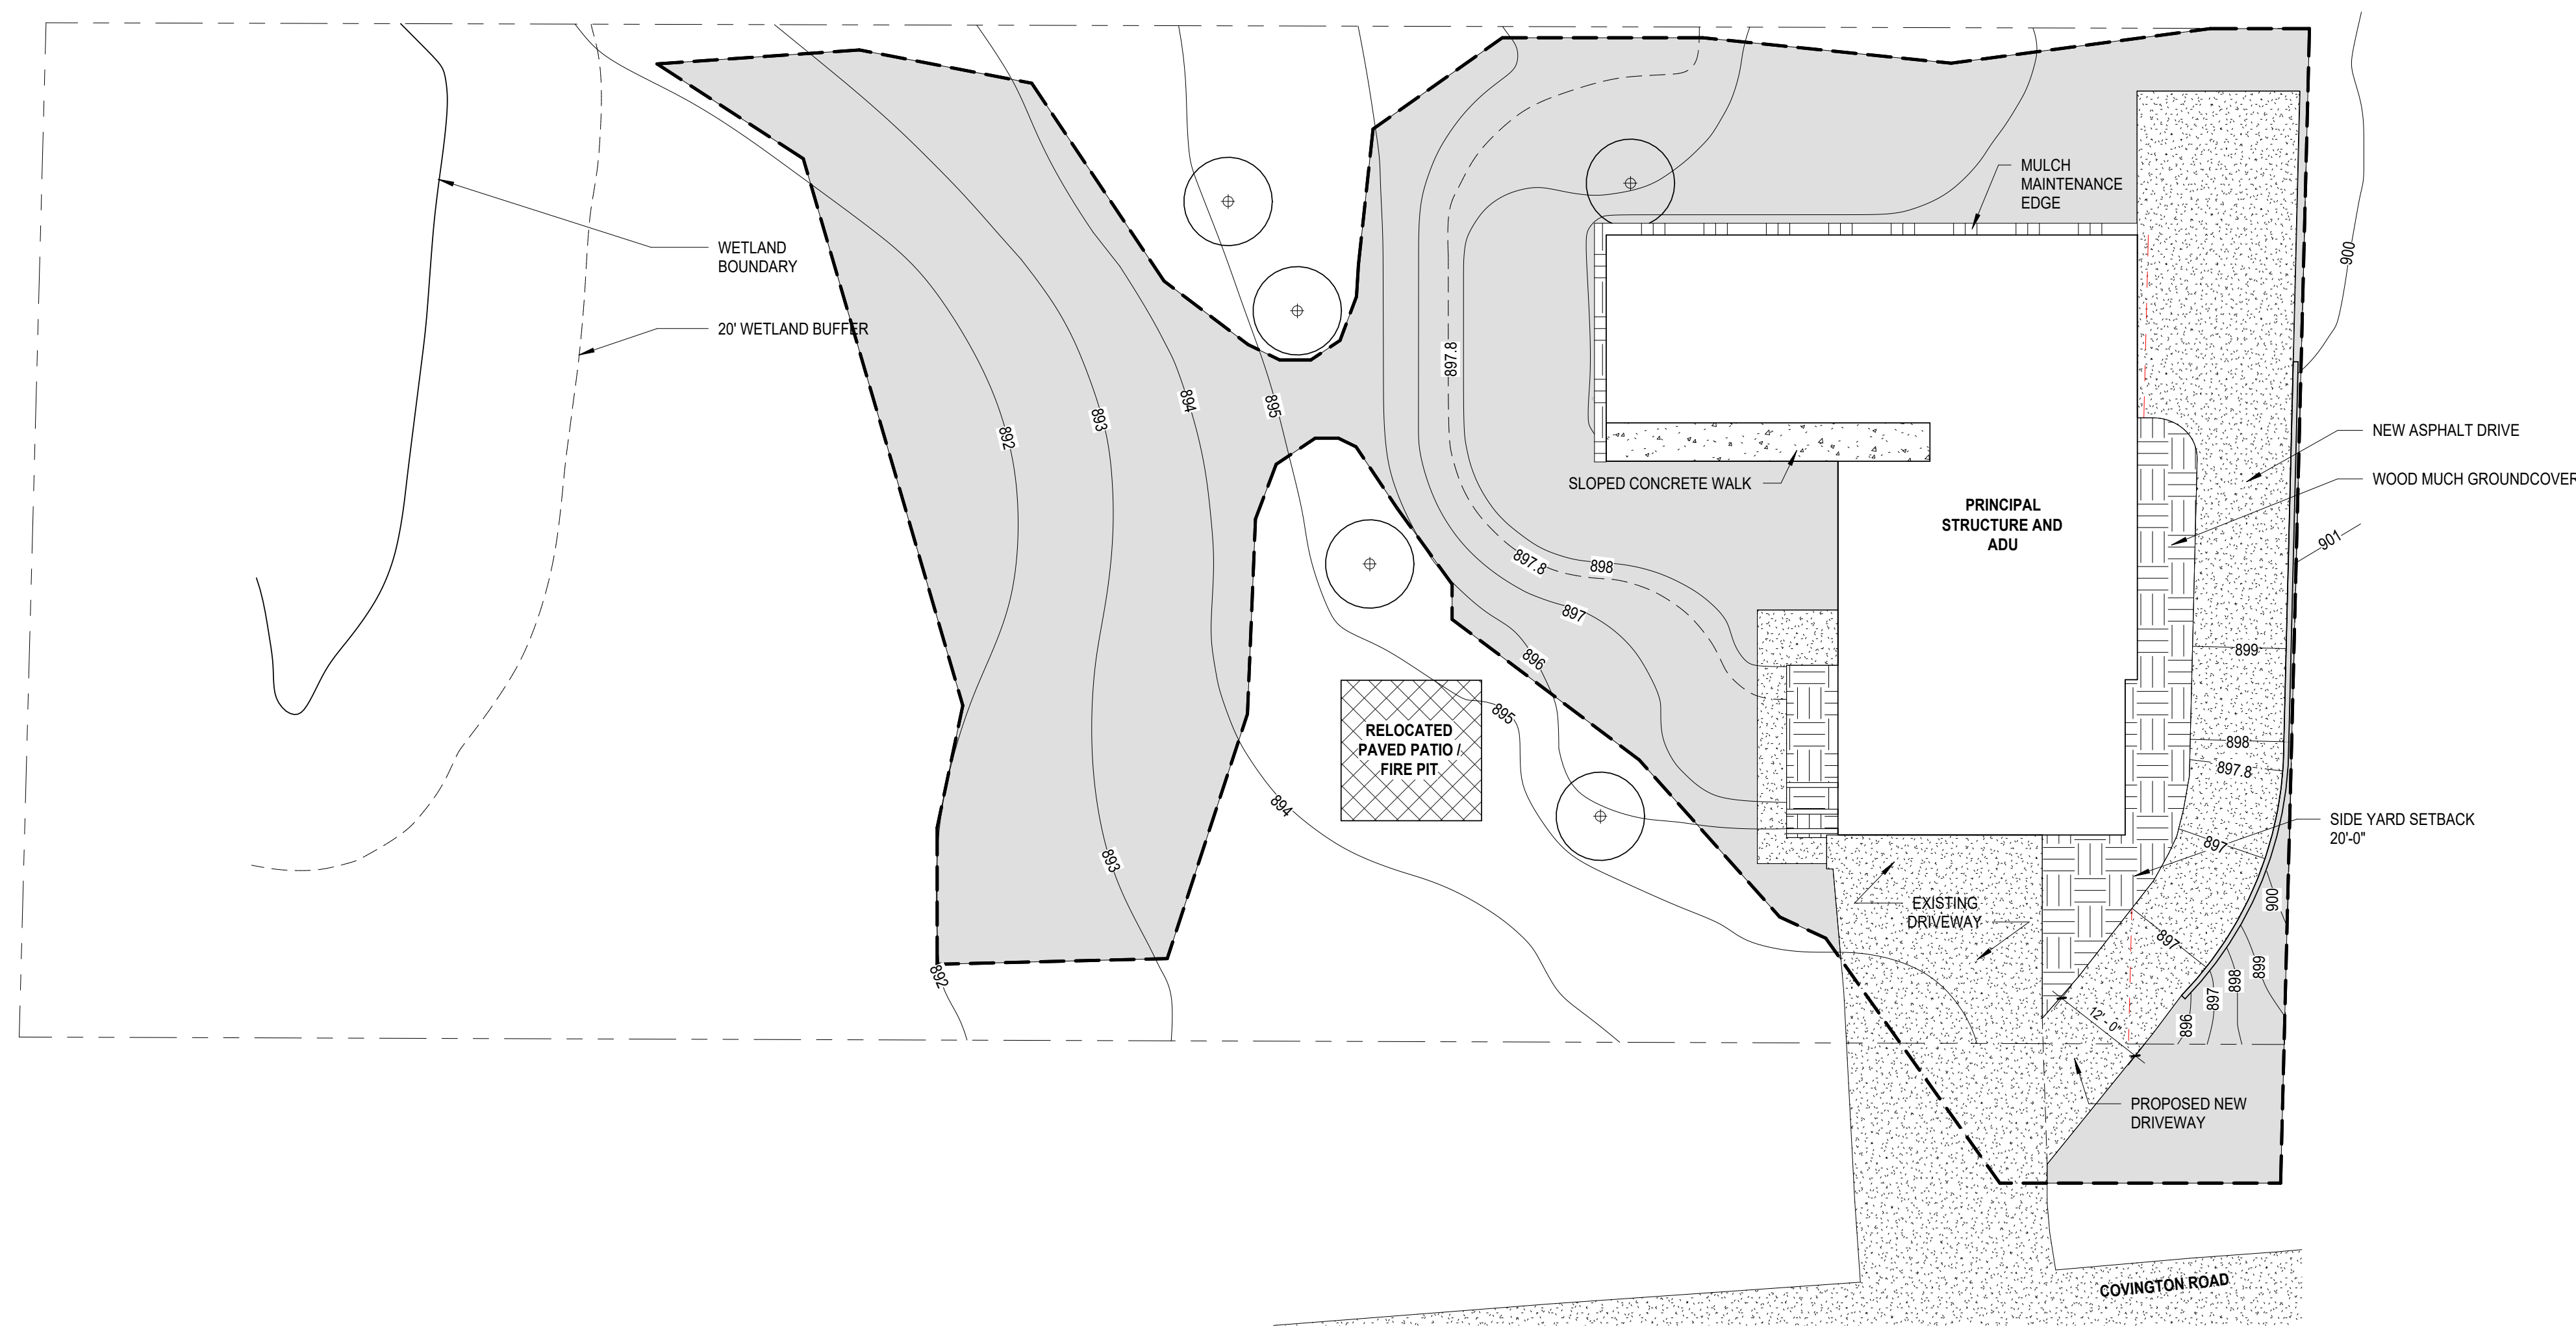 MULCH
MAINTENANCE
EDGE
WETLAND
BOUNDARY
900
20' WETLAND BUFFER
897.8
894
895
893
892
NEW ASPHALT DRIVE
SLOPED CONCRETE WALK
WOOD MUCH GROUNDCOVER
PRINCIPAL
STRUCTURE AND
ADU
901
897.8
898
897
896
899
895
RELOCATED
PAVED PATIO /
FIRE PIT
898
897.8
894
SIDE YARD SETBACK
20'-0"
897
893
900
EXISTING
DRIVEWAY
897
892
899
898
897
896
12' - 0"
PROPOSED NEW
DRIVEWAY
COVINGTON ROAD